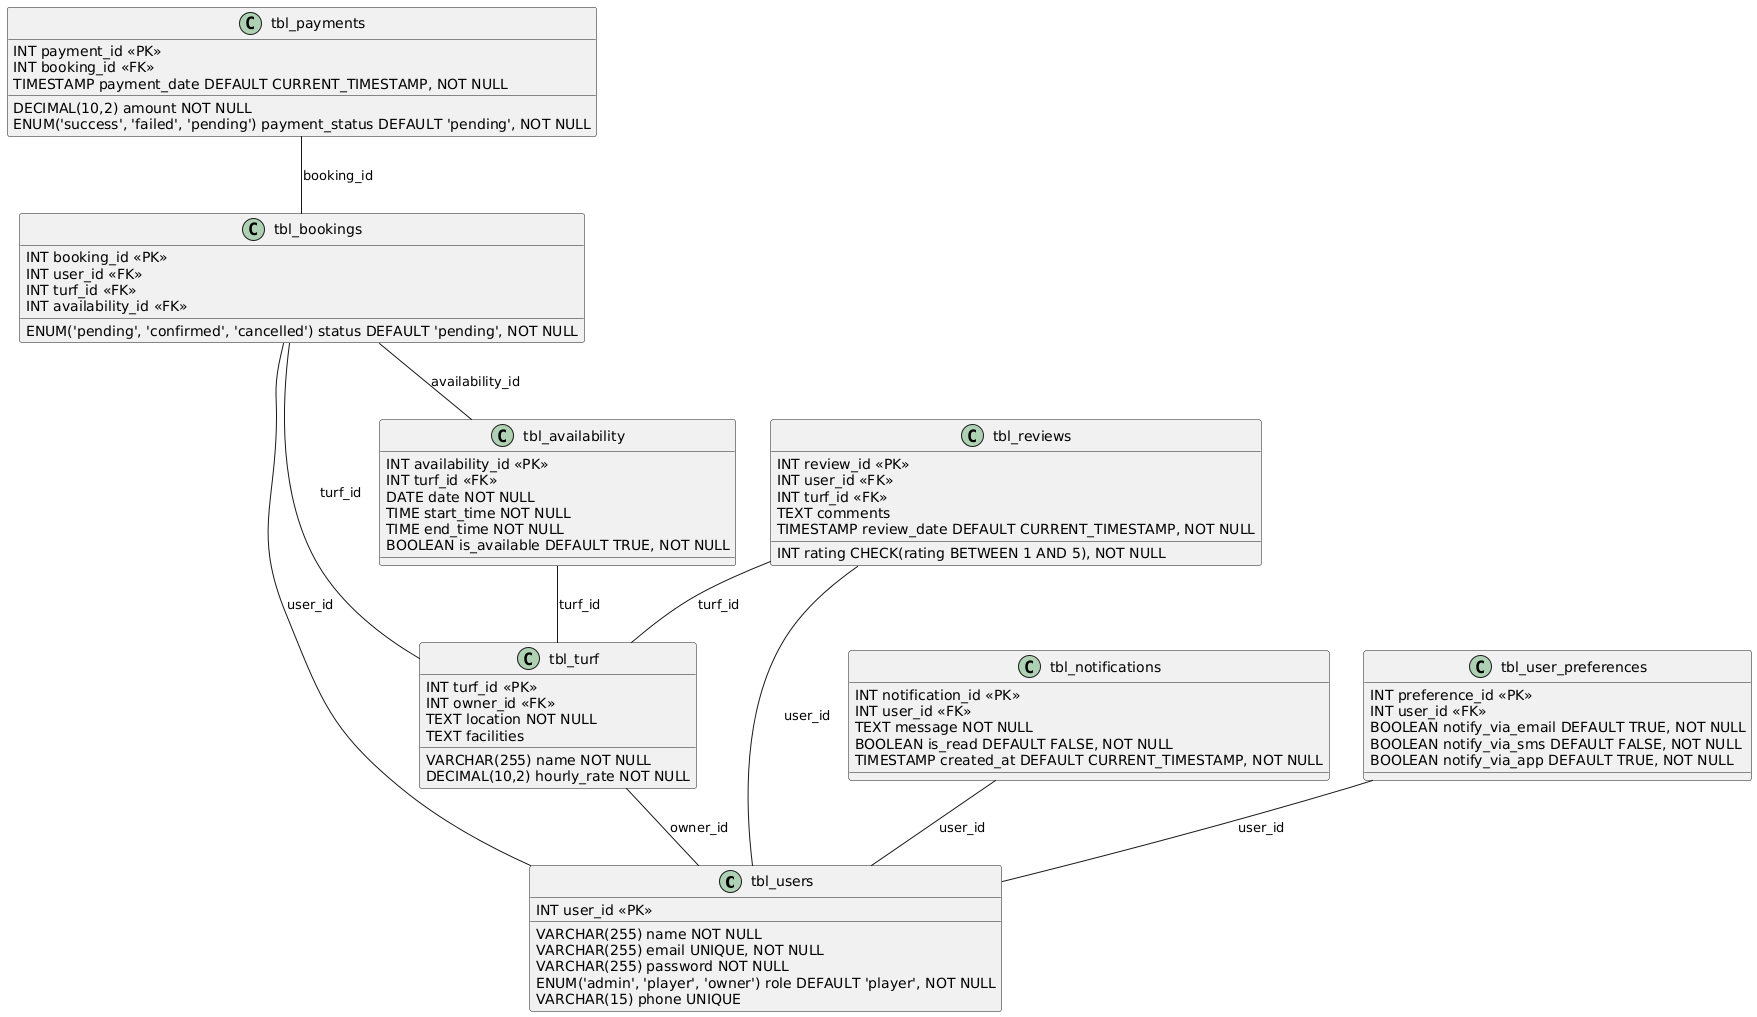 C tbl_payments
INT payment_id «PK»
INT booking_id «FK»
TIMESTAMP payment_date DEFAULT CURRENT_TIMESTAMP, NOT NULL
DECIMAL(10,2) amount NOT NULL
ENUM('success', 'failed', 'pending') payment_status DEFAULT 'pending', NOT NULL
booking_id
C tbl_bookings
INT booking_id «PK»
INT user_id «FK»
INT turf_id «FK»
INT availability_id «FK»
ENUM('pending', 'confirmed', 'cancelled') status DEFAULT 'pending', NOT NULL
availability_id
turf_id
user_id
C tbl_availability
INT availability_id «PK»
INT turf_id «FK»
DATE date NOT NULL
TIME start_time NOT NULL
TIME end_time NOT NULL
BOOLEAN is_available DEFAULT TRUE, NOT NULL
turf_id
C tbl_reviews
INT review_id «PK»
INT user_id «FK»
INT turf_id «FK»
TEXT comments
TIMESTAMP review_date DEFAULT CURRENT_TIMESTAMP, NOT NULL
INT rating CHECK(rating BETWEEN 1 AND 5), NOT NULL
turf_id
user_id
C tbl_turf
INT turf_id «PK»
INT owner_id «FK»
TEXT location NOT NULL
TEXT facilities
VARCHAR(255) name NOT NULL
DECIMAL(10,2) hourly_rate NOT NULL
owner_id
C tbl_notifications
INT notification_id «PK»
INT user_id «FK»
TEXT message NOT NULL
BOOLEAN is_read DEFAULT FALSE, NOT NULL
TIMESTAMP created_at DEFAULT CURRENT_TIMESTAMP, NOT NULL
user_id
C tbl_user_preferences
INT preference_id «PK»
INT user_id «FK»
BOOLEAN notify_via_email DEFAULT TRUE, NOT NULL
BOOLEAN notify_via_sms DEFAULT FALSE, NOT NULL
BOOLEAN notify_via_app DEFAULT TRUE, NOT NULL
user_id
C tbl_users
INT user_id «PK»
VARCHAR(255) name NOT NULL
VARCHAR(255) email UNIQUE, NOT NULL
VARCHAR(255) password NOT NULL
ENUM('admin', 'player', 'owner') role DEFAULT 'player', NOT NULL
VARCHAR(15) phone UNIQUE